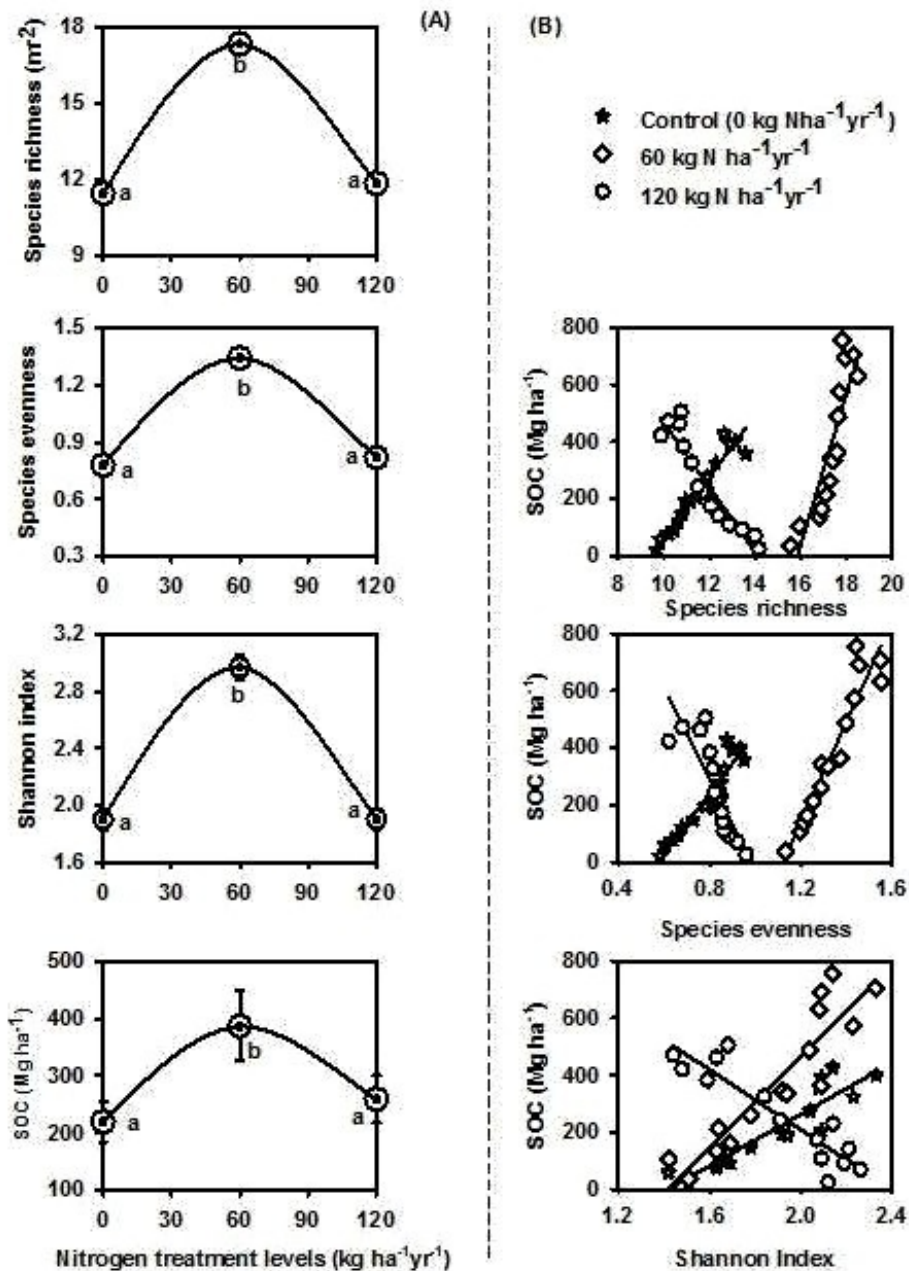 (A)
Species richness (m²)
18
15
12
9
a
b
a
0 30 60 90 120
Species evenness
1.5
1.2
0.9
0.6
0.3
a
b
a
0 30 60 90 120
Shannon index
3.2
2.8
2.4
2.0
1.6
a
b
a
0 30 60 90 120
SOC (Mg ha⁻¹)
500
400
300
200
100
a
b
a
0 30 60 90 120
Nitrogen treatment levels (kg ha⁻¹yr⁻¹)
(B)
Control (0 kg Nha⁻¹yr⁻¹)
60 kg N ha⁻¹yr⁻¹
120 kg N ha⁻¹yr⁻¹
SOC (Mg ha⁻¹)
800
600
400
200
0
8 10 12 14 16 18 20
Species richness
SOC (Mg ha⁻¹)
800
600
400
200
0
0.4 0.8 1.2 1.6
Species evenness
SOC (Mg ha⁻¹)
800
600
400
200
0
1.2 1.6 2.0 2.4
Shannon Index